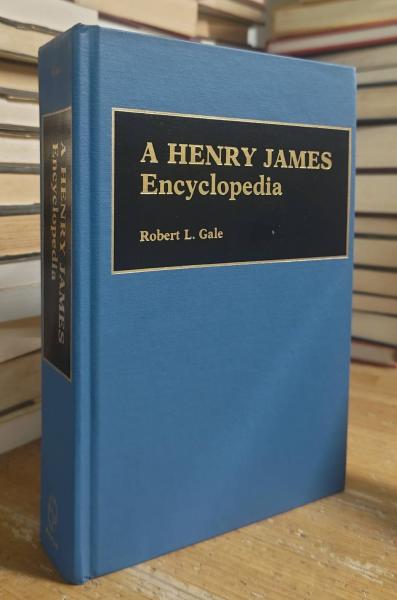 A HENRY JAMES
Encyclopedia
Robert L. Gale
A HENRY JAMES
Encyclopedia